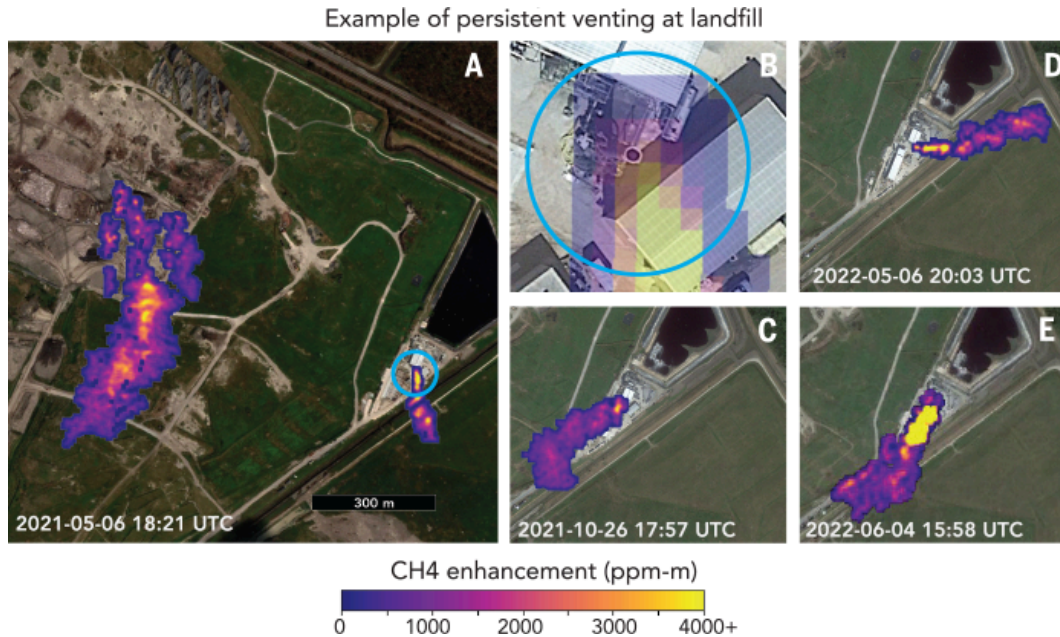 Example of persistent venting at landfill
A
B
D
2022-05-06 20:03 UTC
C
E
300 m
2021-05-06 18:21 UTC
2021-10-26 17:57 UTC
2022-06-04 15:58 UTC
CH4 enhancement (ppm-m)
0 1000 2000 3000 4000+